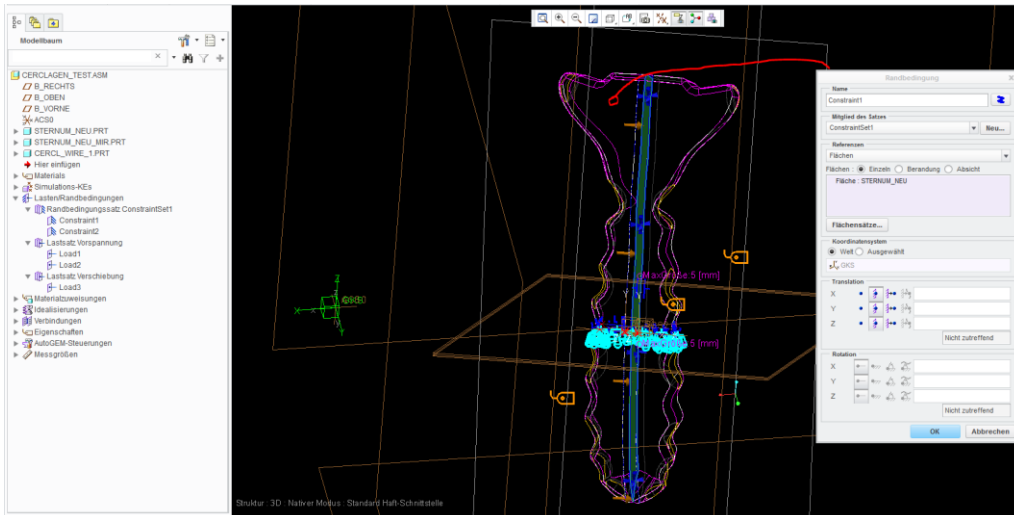 Modellbaum
CERCLAGEN_TEST.ASM
B_RECHTS
B_OBEN
B_VORNE
ACS0
STERNUM_NEU.PRT
STERNUM_NEU_MIR.PRT
CERCL_WIRE_1.PRT
Hier einfügen
Materials
Simulations-KEs
Lasten/Randbedingungen
Randbedingungssatz ConstraintSet1
Constraint1
Constraint2
Lastsatz Vorspannung
Load1
Load2
Lastsatz Verschiebung
Load3
Materialzuweisungen
Idealisierungen
Verbindungen
Eigenschaften
AutoGEM-Steuerungen
Messgrößen
Struktur : 3D : Nativer Modus : Standard Haft-Schnittstelle
Randbedingung
Name
Constraint1
Mitglied des Satzes
ConstraintSet1
Neu...
Referenzen
Flächen
Flächen : Einzeln Berandung Absicht
Fläche : STERNUM_NEU
Flächensätze...
Koordinatensystem
Welt Ausgewählt
GKS
Translation
X
Y
Z
Nicht zutreffend
Rotation
X
Y
Z
Nicht zutreffend
OK Abbrechen